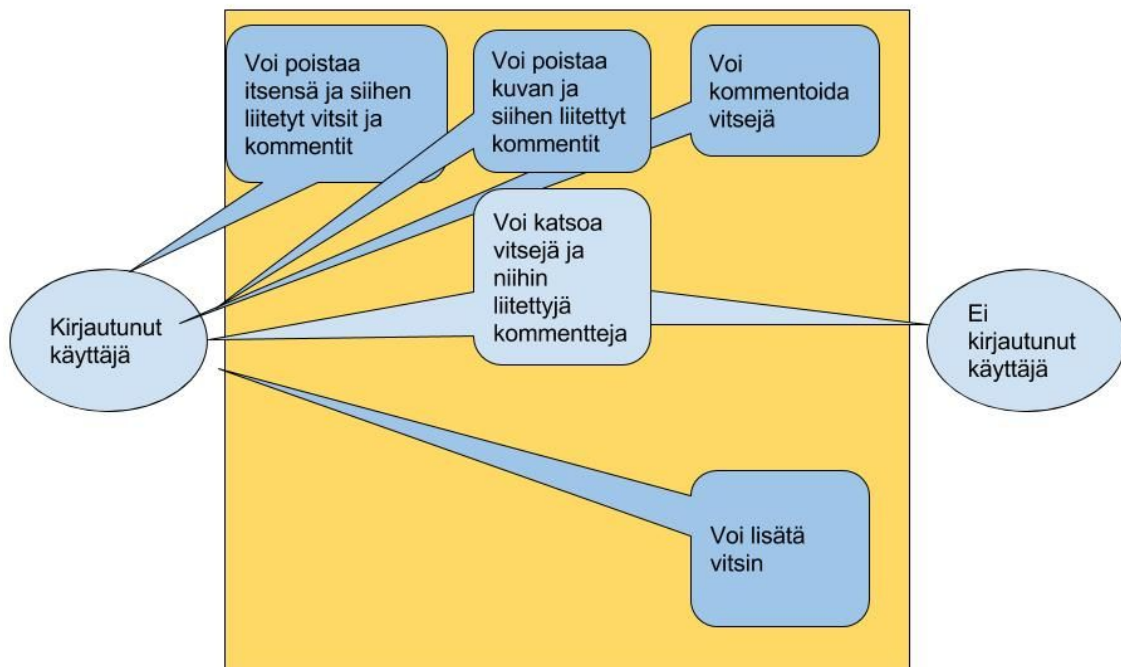 Voi poistaa
itsensä ja siihen
liitetyt vitsit ja
kommentit
Voi poistaa
kuvan ja
siihen liitettyt
kommentit
Voi
kommentoida
vitsejä
Voi katsoa
vitsejä ja
niihin
liitettyjä
kommentteja
Kirjautunut
käyttäjä
Ei
kirjautunut
käyttäjä
Voi lisätä
vitsin